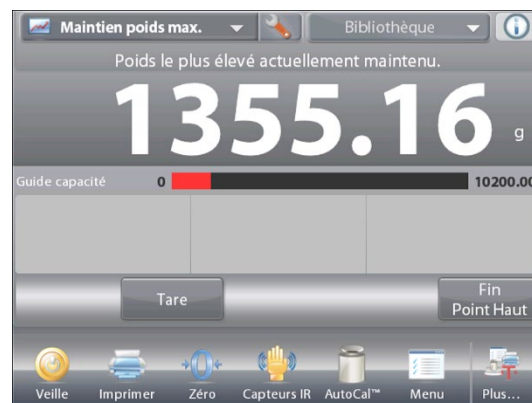 Maintien poids max.
Bibliothèque
Poids le plus élevé actuellement maintenu.
1355.16 g
Guide capacité 0 10200.00
Tare
Fin
Point Haut
Veille Imprimer Zéro Capteurs IR AutoCal™ Menu Plus...